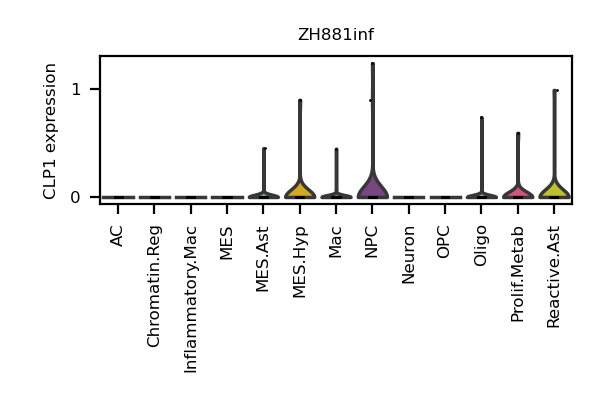 ZH881inf
CLP1 expression
1
0
AC
Chromatin.Reg
Inflammatory.Mac
MES
MES.Ast
MES.Hyp
Mac
NPC
Neuron
OPC
Oligo
Prolif.Metab
Reactive.Ast